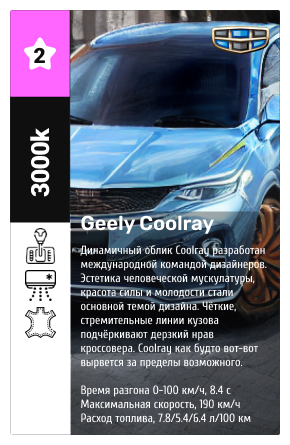 2
3000k
Geely Coolray
Динамичный облик Coolray разработан
международной командой дизайнеров.
Эстетика человеческой мускулатуры,
красота силы и молодости стали
основной темой дизайна. Чёткие,
стремительные линии кузова
подчёркивают дерзкий нрав
кроссовера. Coolray как будто вот-вот
вырвется за пределы возможного.
Время разгона 0-100 км/ч, 8.4 с
Максимальная скорость, 190 км/ч
Расход топлива, 7.8/5.4/6.4 л/100 км